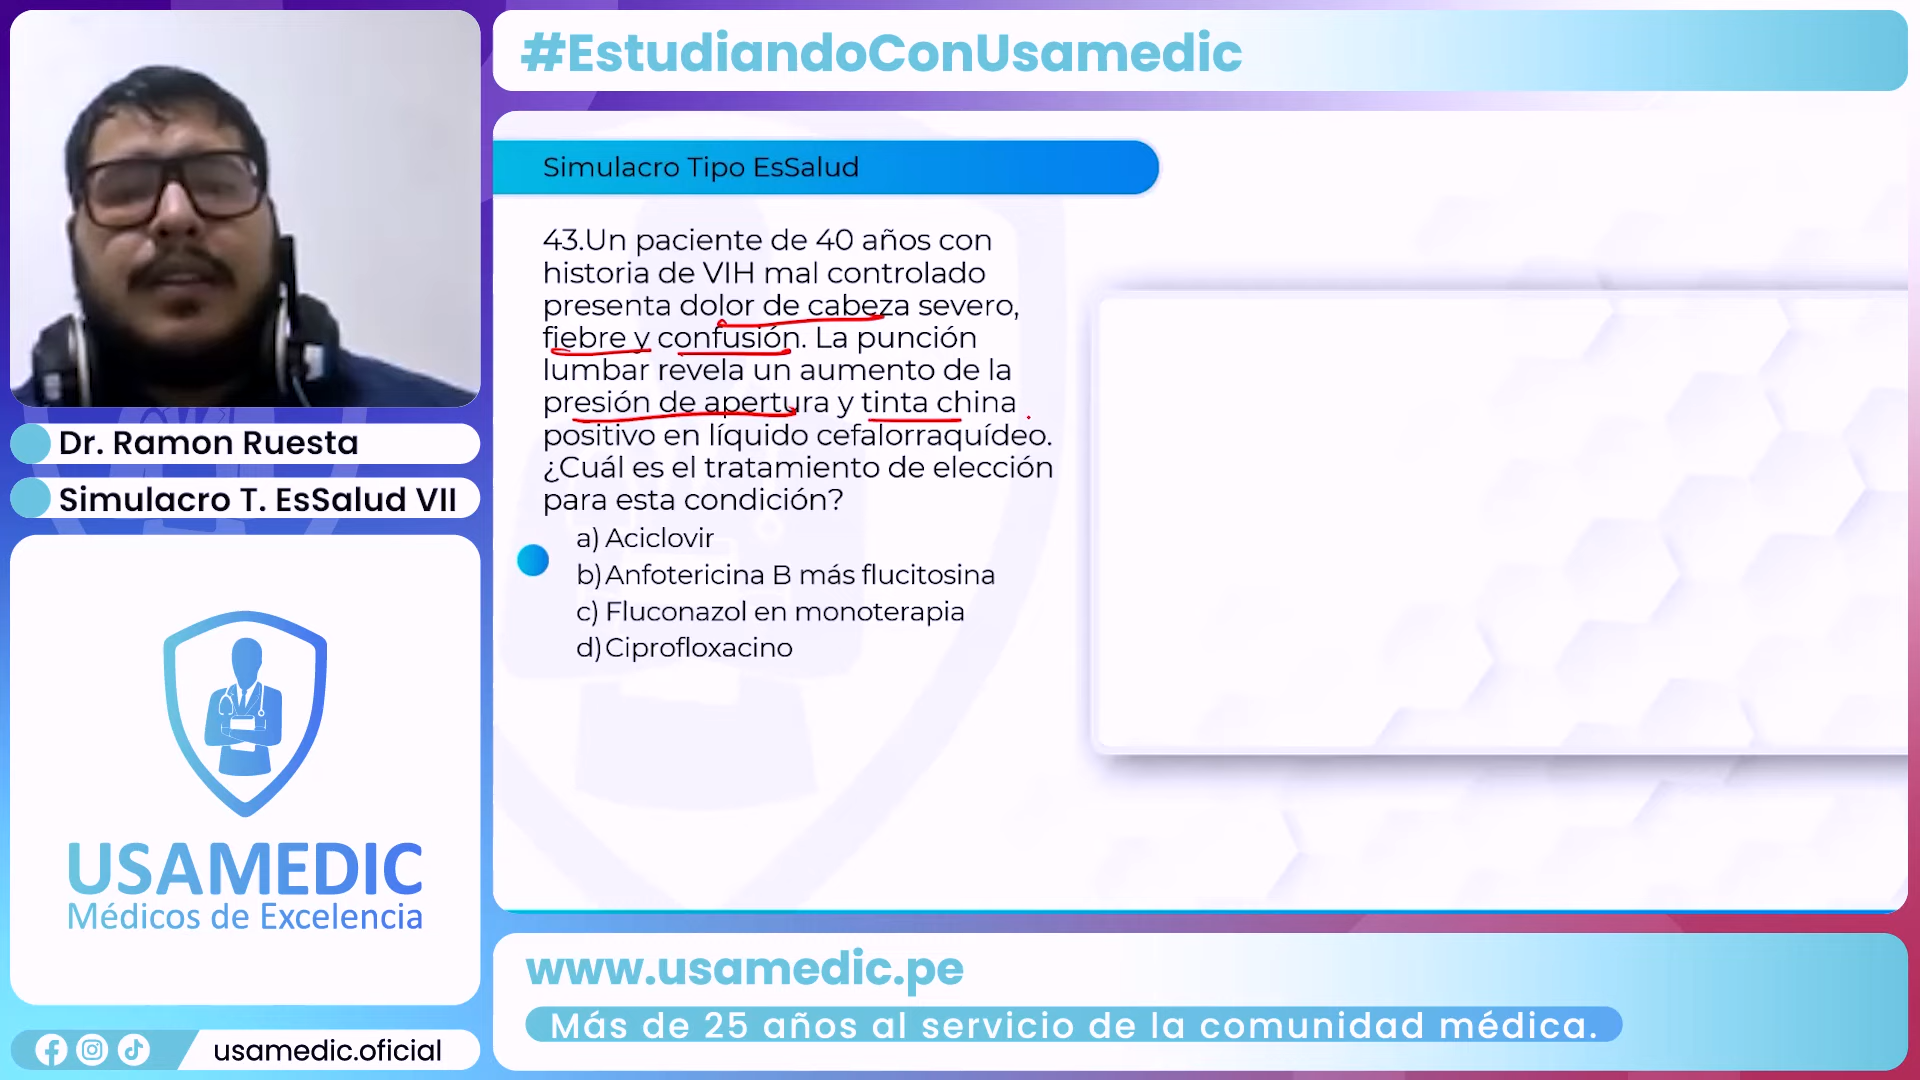 #EstudiandoConUsamedic
Simulacro Tipo EsSalud
43.Un paciente de 40 años con
historia de VIH mal controlado
presenta dolor de cabeza severo,
fiebre y confusión. La punción
lumbar revela un aumento de la
presión de apertura y tinta china
positivo en líquido cefalorraquídeo.
¿Cuál es el tratamiento de elección
para esta condición?
a) Aciclovir
b) Anfotericina B más flucitosina
c) Fluconazol en monoterapia
d) Ciprofloxacino
Dr. Ramon Ruesta
Simulacro T. EsSalud VII
USAMEDIC
Médicos de Excelencia
usamedic.oficial
www.usamedic.pe
Más de 25 años al servicio de la comunidad médica.